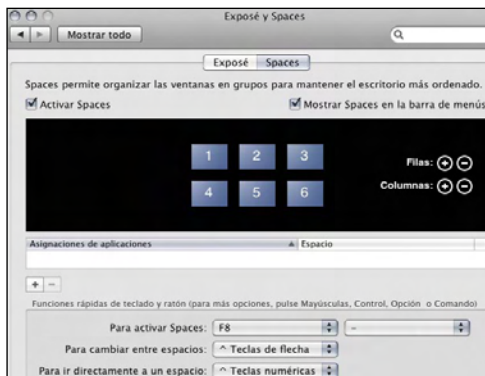 Exposé y Spaces
Mostrar todo
Exposé Spaces
Spaces permite organizar las ventanas en grupos para mantener el escritorio más ordenado.
Activar Spaces Mostrar Spaces en la barra de menús
1 2 3
Filas:
4 5 6
Columnas:
Asignaciones de aplicaciones Espacio
Funciones rápidas de teclado y ratón (para más opciones, pulse Mayúsculas, Control, Opción o Comando)
Para activar Spaces: F8 –
Para cambiar entre espacios: ^ Teclas de flecha
Para ir directamente a un espacio: ^ Teclas numéricas